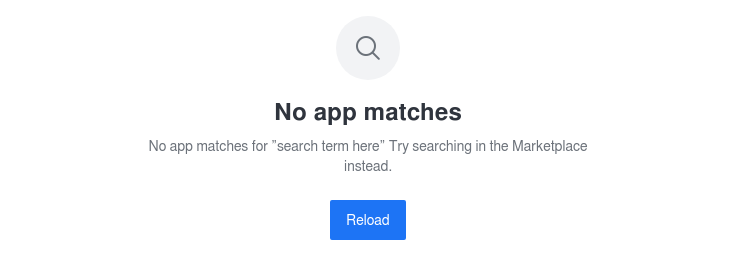 No app matches
No app matches for ”search term here” Try searching in the Marketplace
instead.
Reload